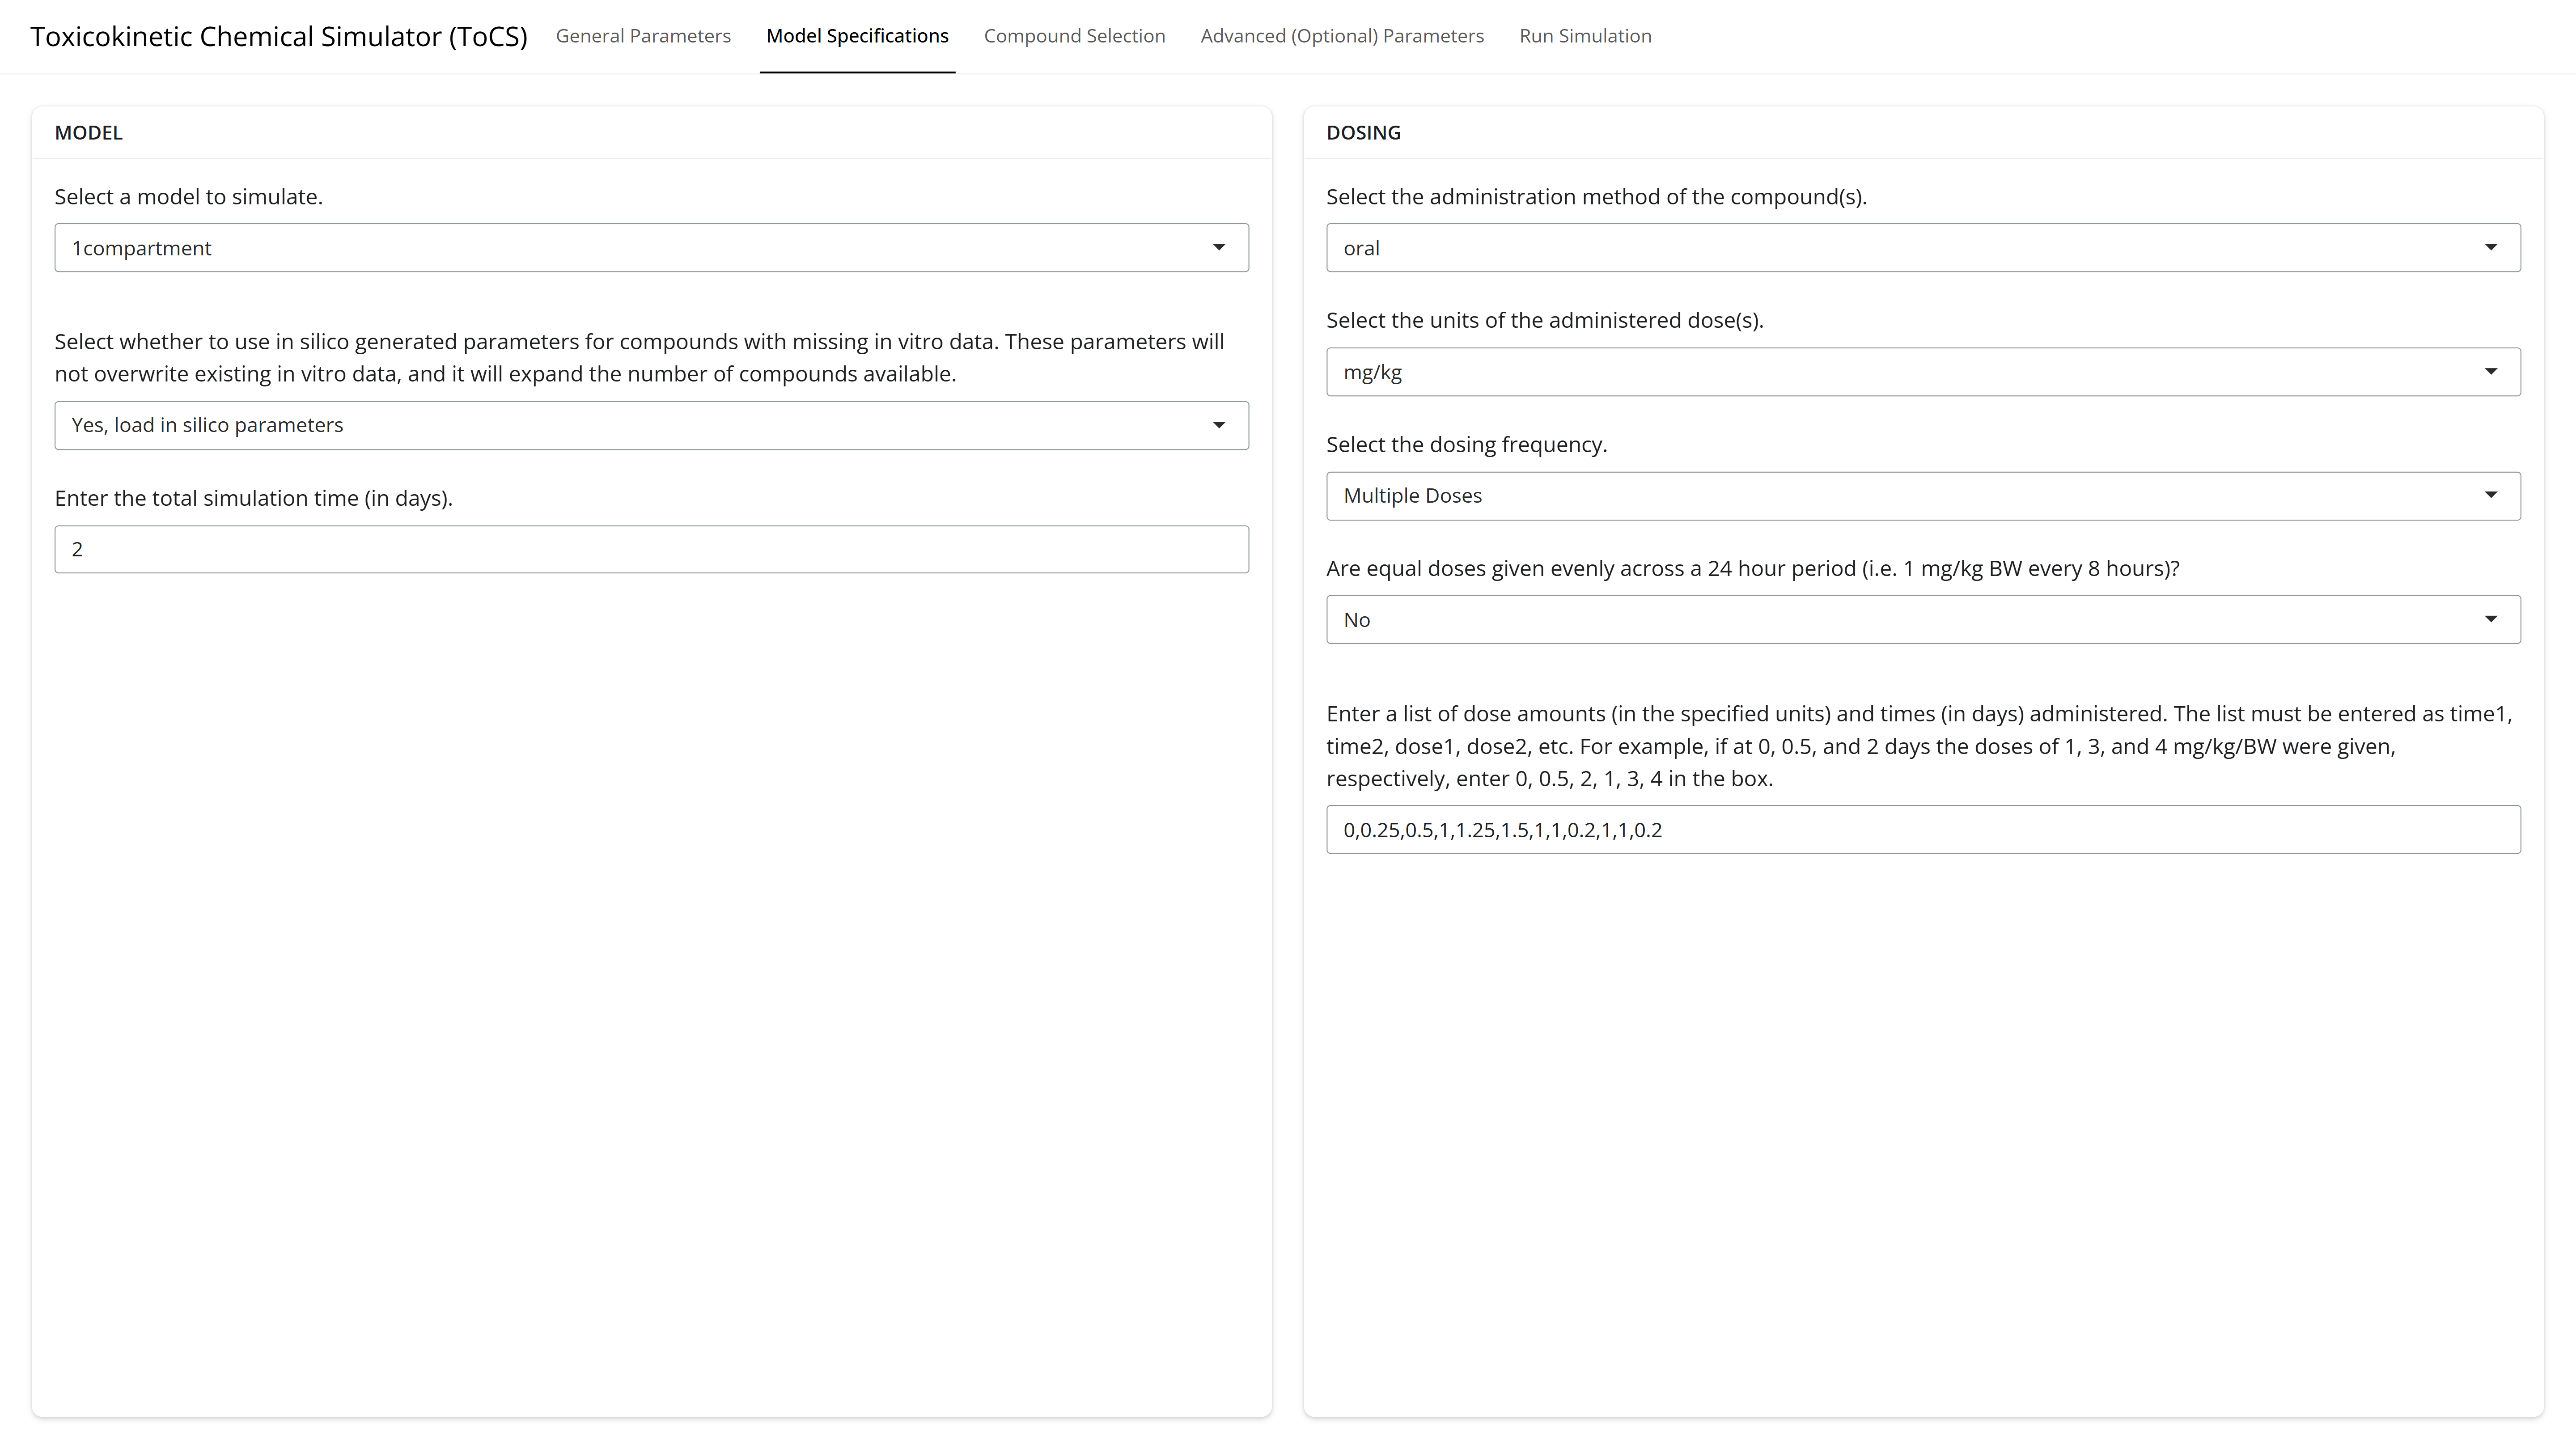 Toxicokinetic Chemical Simulator (ToCS)
General Parameters
Model Specifications
Compound Selection
Advanced (Optional) Parameters
Run Simulation
MODEL
Select a model to simulate.
1compartment
Select whether to use in silico generated parameters for compounds with missing in vitro data. These parameters will
not overwrite existing in vitro data, and it will expand the number of compounds available.
Yes, load in silico parameters
Enter the total simulation time (in days).
2
DOSING
Select the administration method of the compound(s).
oral
Select the units of the administered dose(s).
mg/kg
Select the dosing frequency.
Multiple Doses
Are equal doses given evenly across a 24 hour period (i.e. 1 mg/kg BW every 8 hours)?
No
Enter a list of dose amounts (in the specified units) and times (in days) administered. The list must be entered as time1,
time2, dose1, dose2, etc. For example, if at 0, 0.5, and 2 days the doses of 1, 3, and 4 mg/kg/BW were given,
respectively, enter 0, 0.5, 2, 1, 3, 4 in the box.
0,0.25,0.5,1,1.25,1.5,1,1,0.2,1,1,0.2